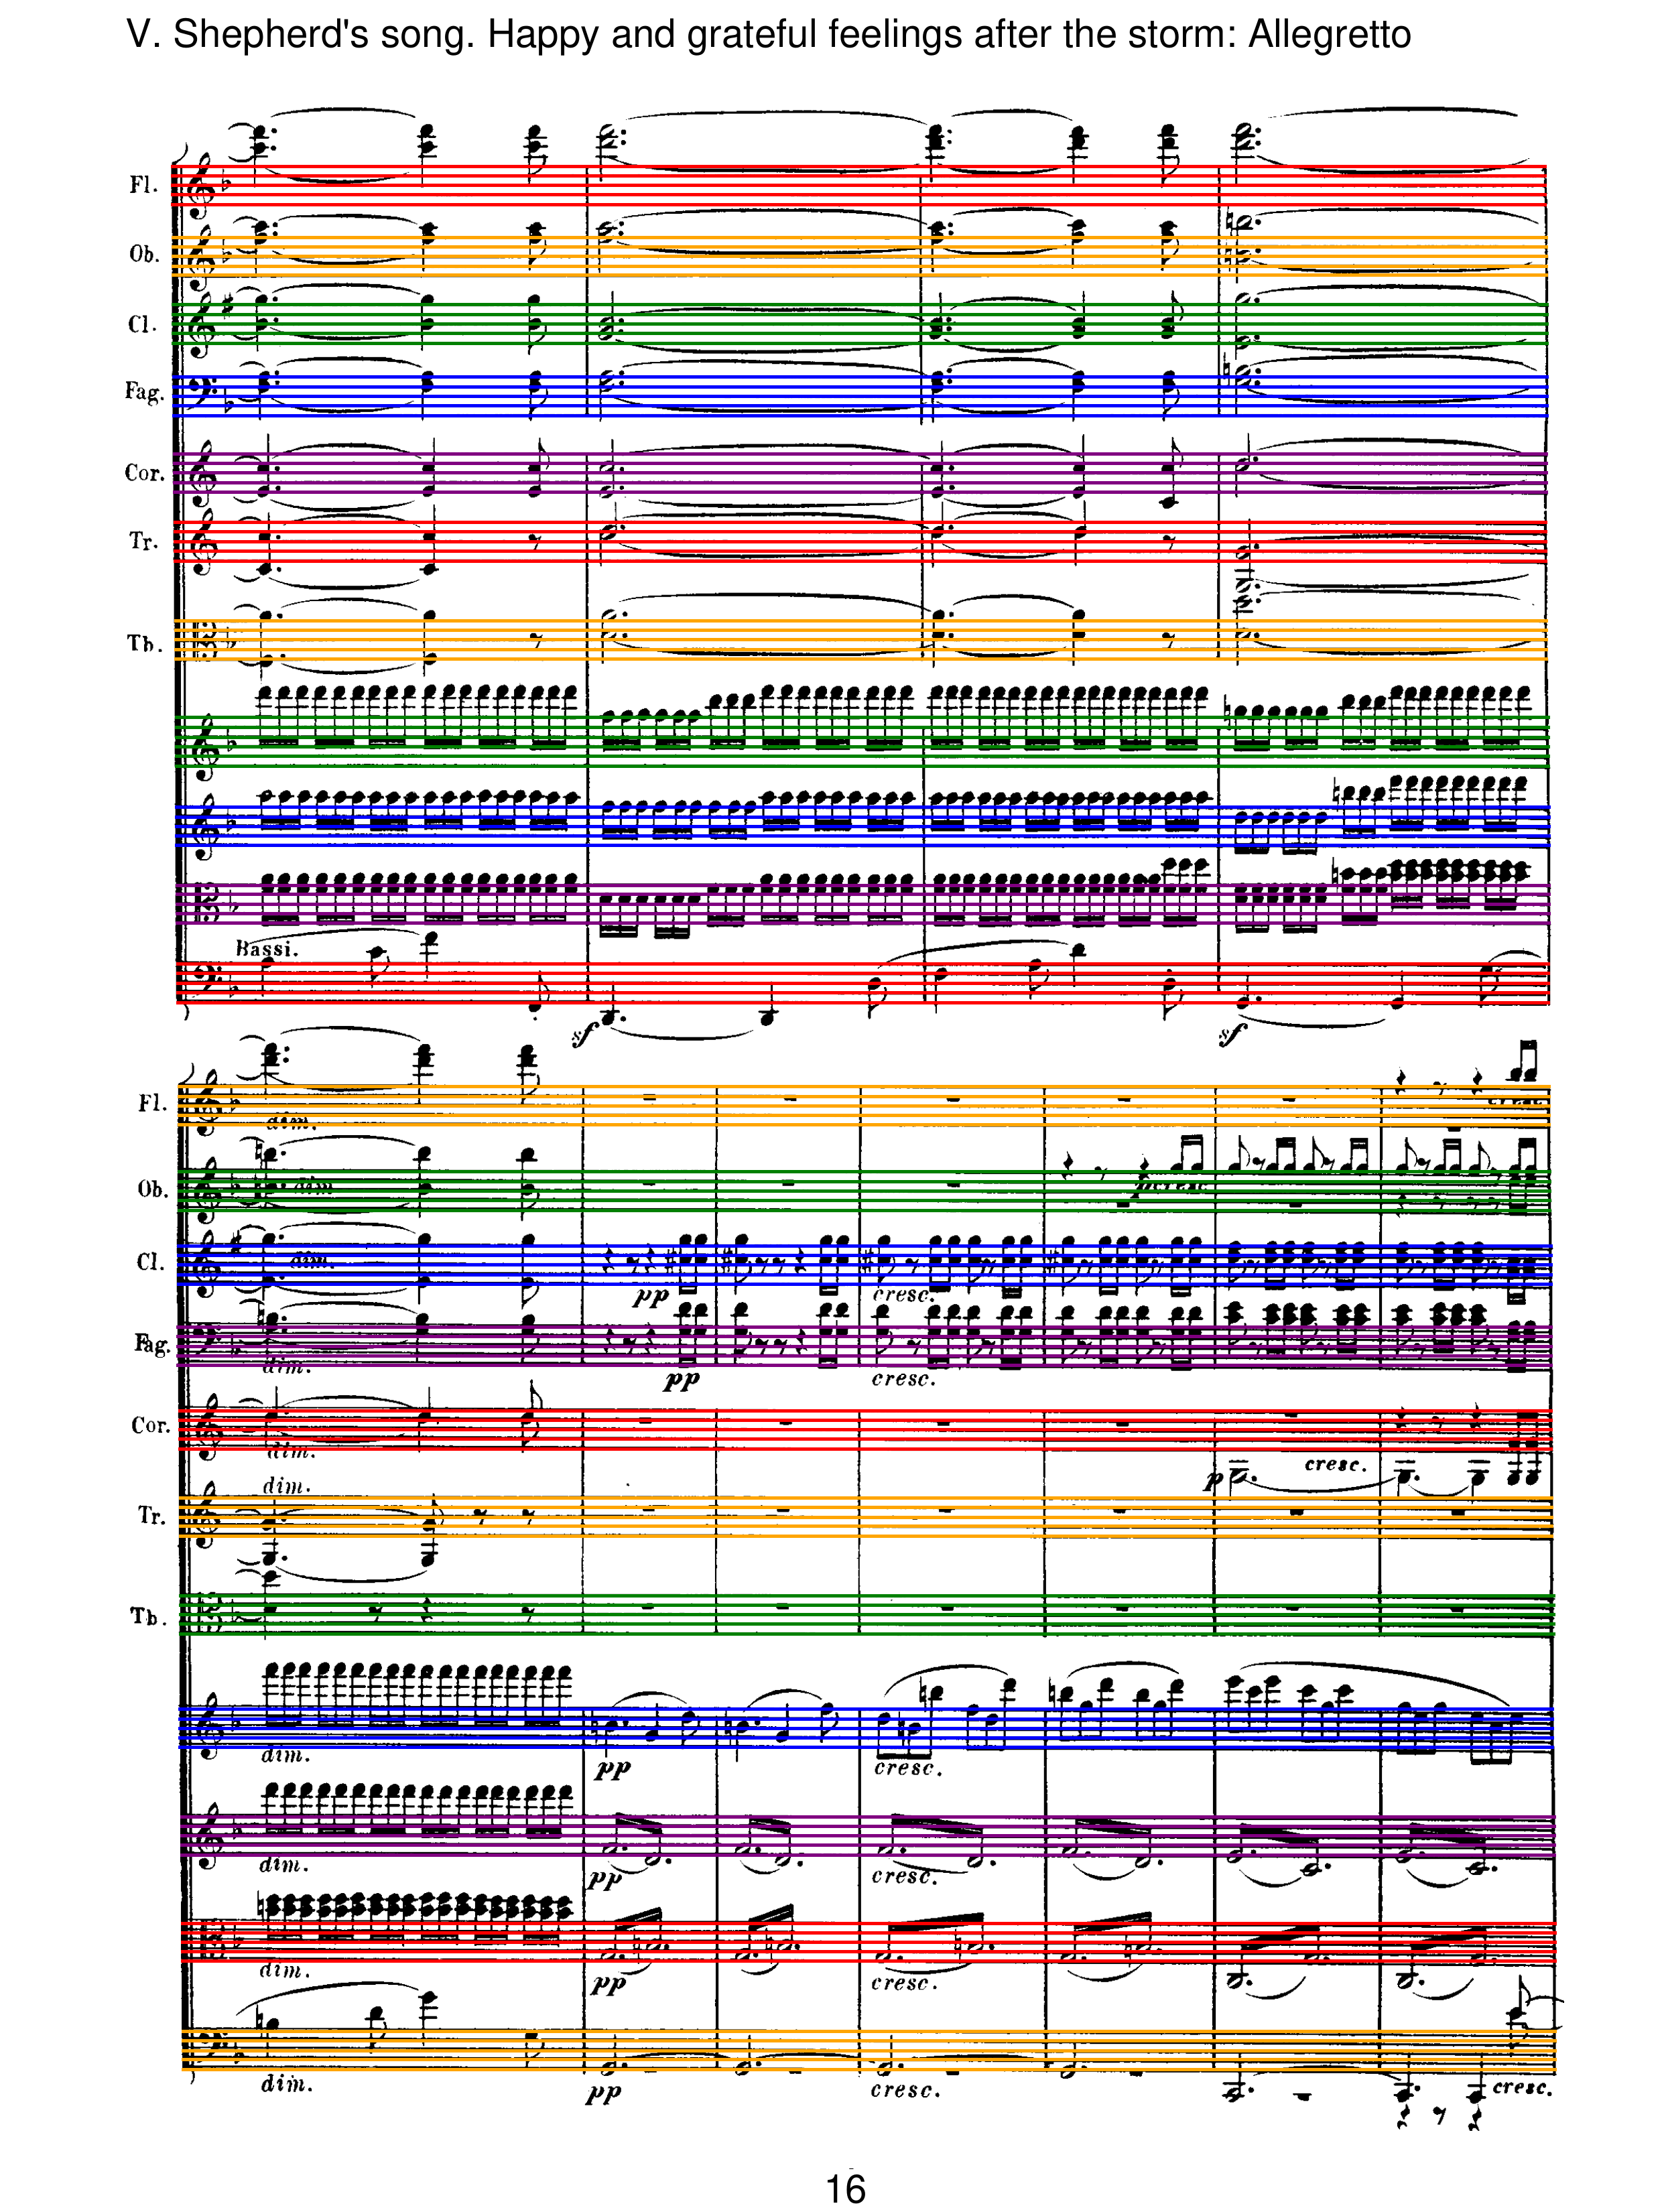 V. Shepherd's song. Happy and grateful feelings after the storm: Allegretto
Fl.
Ob.
Cl.
Fag.
Cor.
Tr.
Tb.
Bassi.
sf
sf
Fl.
dim.
cresc.
Ob.
dim
p cresc.
Cl.
dim.
pp
cresc.
Fag.
dim.
pp
cresc.
Cor.
dim.
p
cresc.
dim.
Tr.
Tb.
dim.
pp
cresc.
dim.
pp
cresc.
dim.
pp
cresc.
dim.
pp
cresc.
cresc.
16